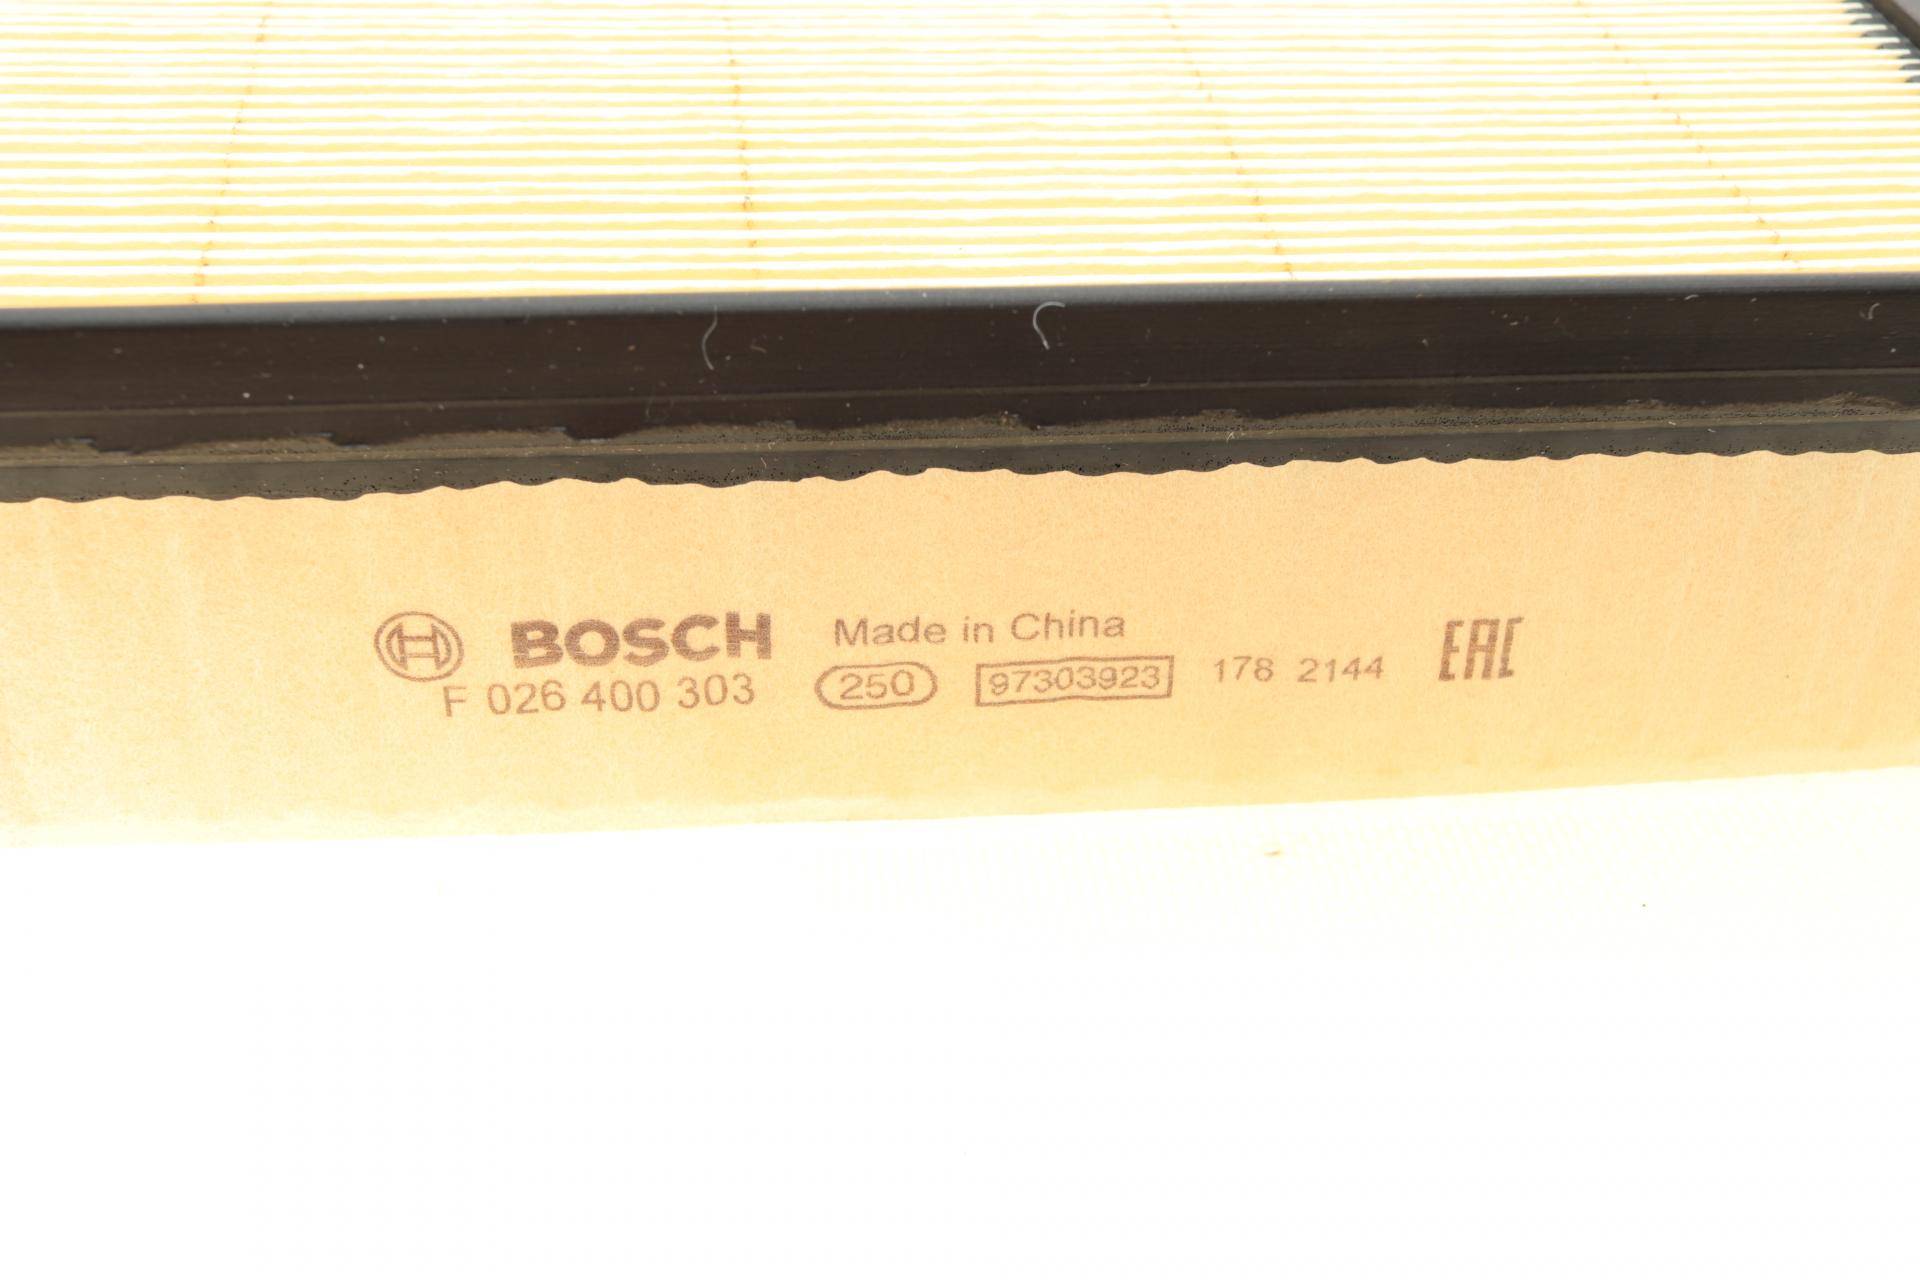 BOSCH Made in China EAC
F 026 400 303 250 97303923 178 2144